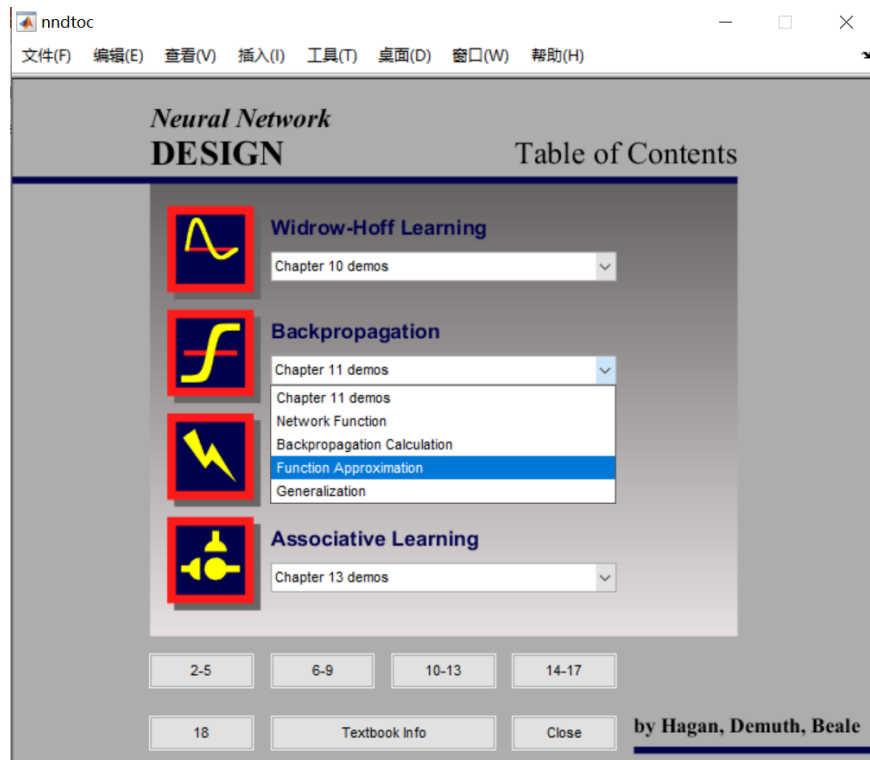 nndtoc
文件(F) 编辑(E) 查看(V) 插入(I) 工具(T) 桌面(D) 窗口(W) 帮助(H)
Neural Network
DESIGN Table of Contents
Widrow-Hoff Learning
Chapter 10 demos
Backpropagation
Chapter 11 demos
Chapter 11 demos
Network Function
Backpropagation Calculation
Function Approximation
Generalization
Associative Learning
Chapter 13 demos
2-5 6-9 10-13 14-17
18 Textbook Info Close
by Hagan, Demuth, Beale